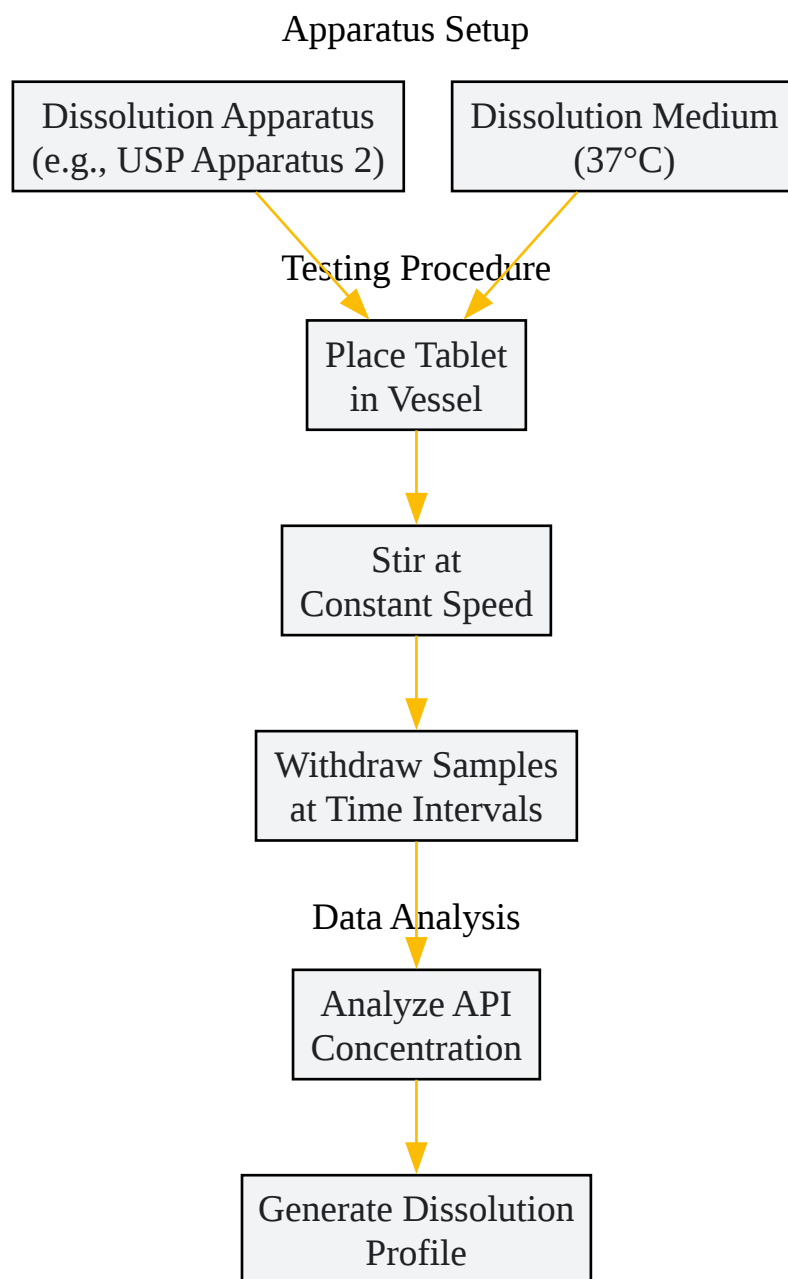 Apparatus Setup
Dissolution Apparatus
(e.g., USP Apparatus 2)
Dissolution Medium
(37°C)
Testing Procedure
Place Tablet
in Vessel
Stir at
Constant Speed
Withdraw Samples
at Time Intervals
Data Analysis
Analyze API
Concentration
Generate Dissolution
Profile